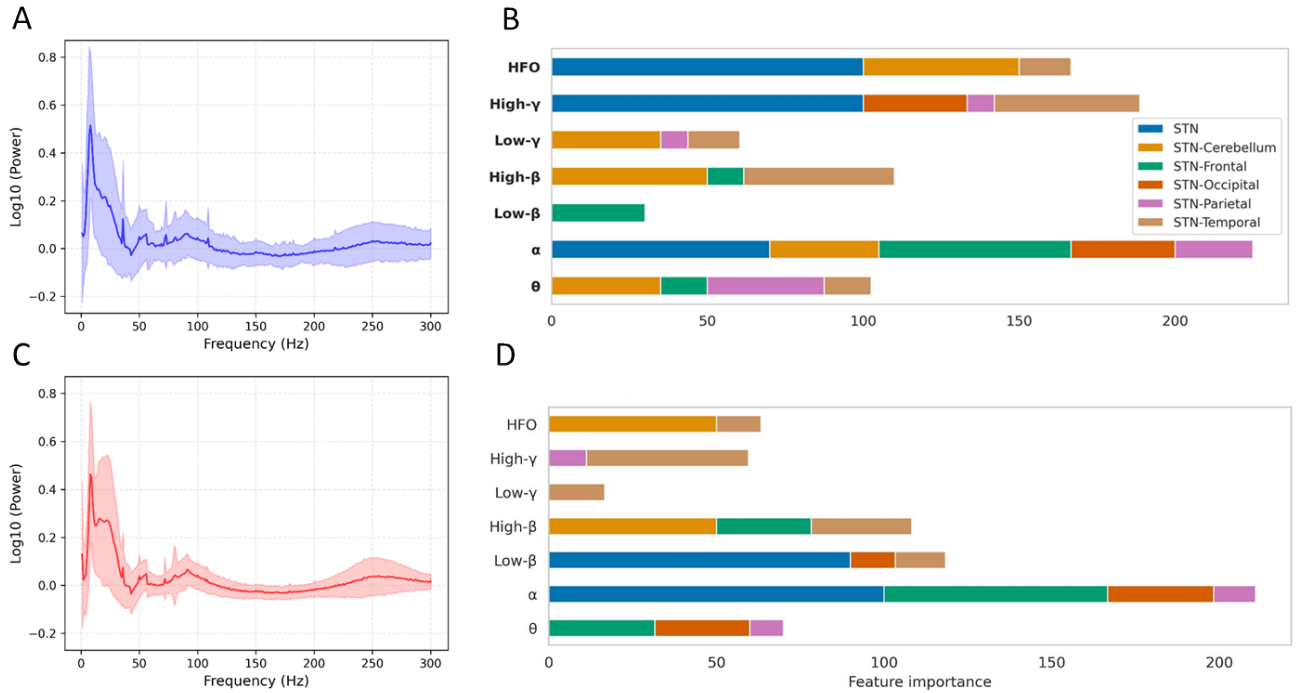 A
0.8
0.6
0.4
0.2
0.0
−0.2
Log10 (Power)
0 50 100 150 200 250 300
Frequency (Hz)
B
HFO
High-γ
Low-γ
High-β
Low-β
α
θ
0 50 100 150 200
STN
STN-Cerebellum
STN-Frontal
STN-Occipital
STN-Parietal
STN-Temporal
C
0.8
0.6
0.4
0.2
0.0
−0.2
Log10 (Power)
0 50 100 150 200 250 300
Frequency (Hz)
D
HFO
High-γ
Low-γ
High-β
Low-β
α
θ
0 50 100 150 200
Feature importance